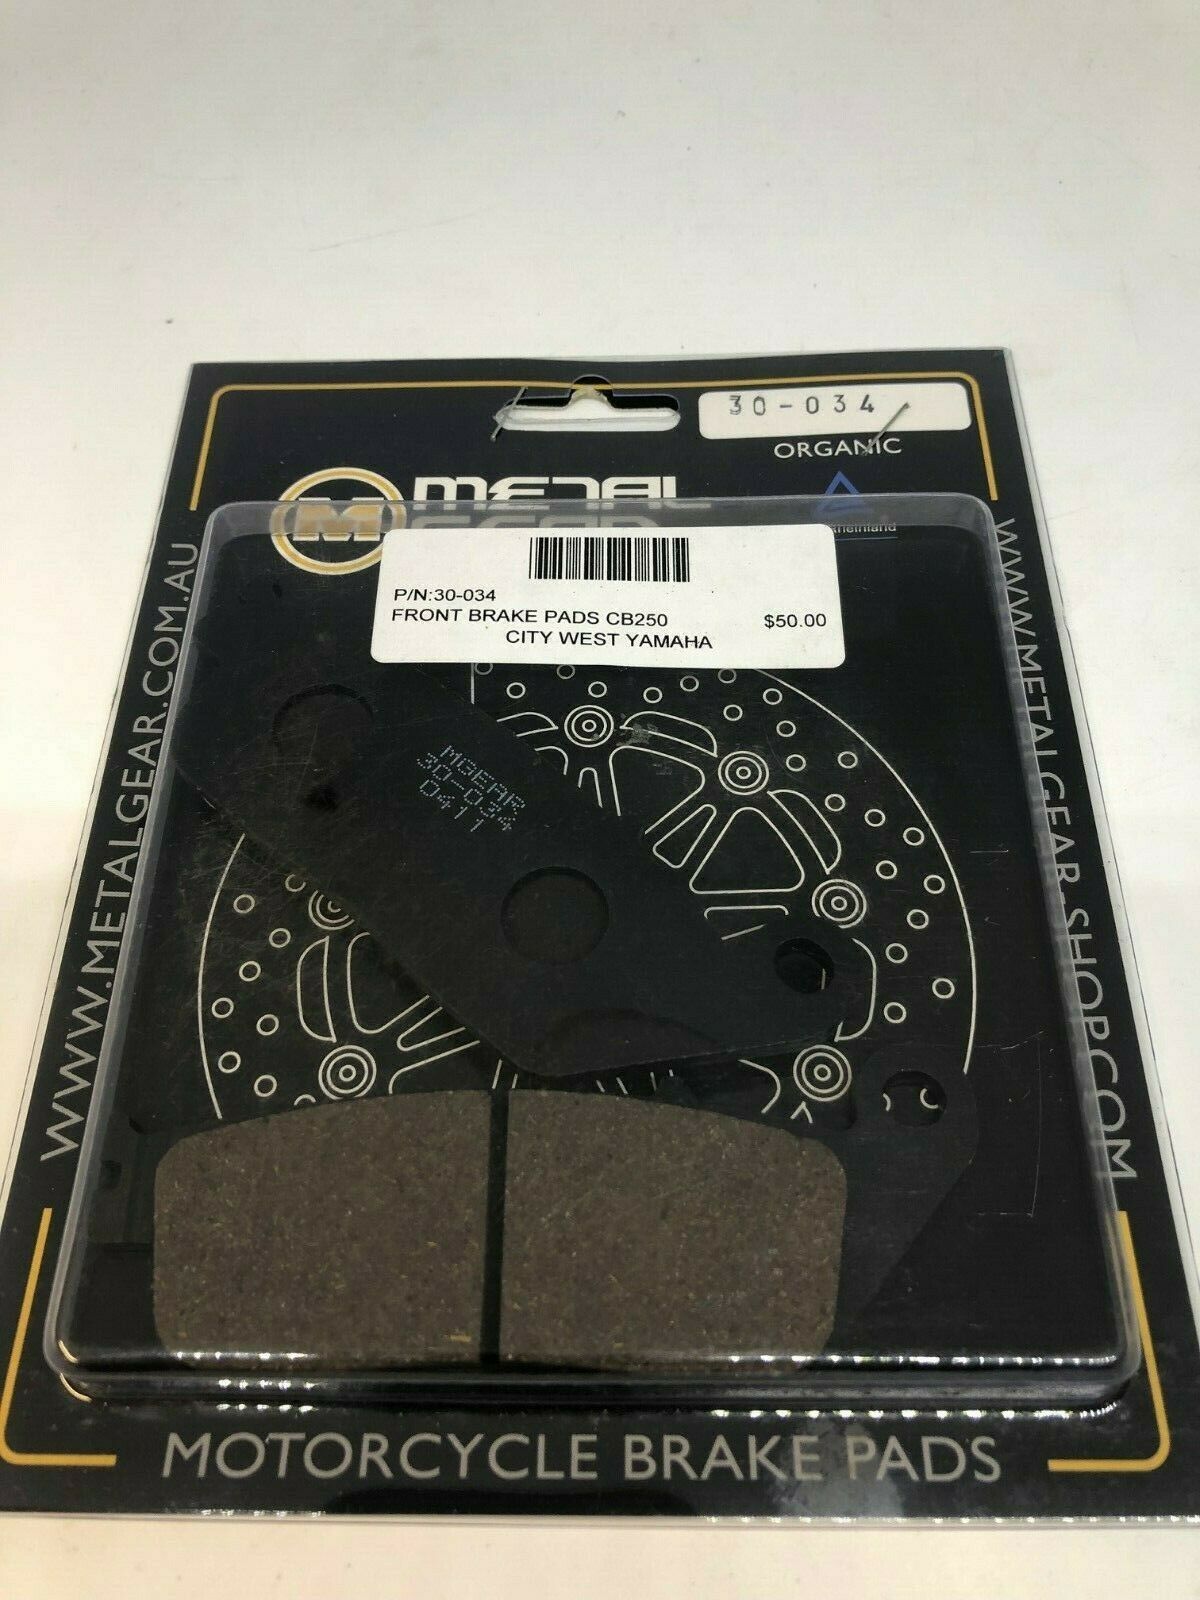 30-034
ORGANIC
METAL
WWW.METALGEAR.COM.AU
WWW.METALGEAR-SHOP.COM
P/N:30-034
FRONT BRAKE PADS CB250 $50.00
CITY WEST YAMAHA
MGEAR
30-034
0411
MOTORCYCLE BRAKE PADS